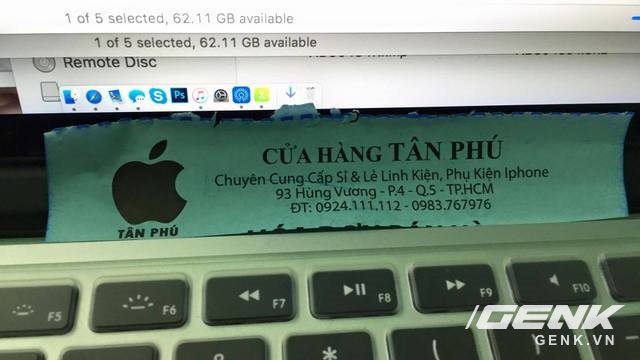 1 of 5 selected, 62.11 GB available
1 of 5 selected, 62.11 GB available
Remote Disc
Ps
CỬA HÀNG TÂN PHÚ
Chuyên Cung Cấp Sỉ & Lẻ Linh Kiện, Phụ Kiện Iphone
93 Hùng Vương - P.4 - Q.5 - TP.HCM
ĐT: 0924.111.112 - 0983.767976
TÂN PHÚ
F5
F6
F7
F8
F9
F10
GENK
GENK.VN